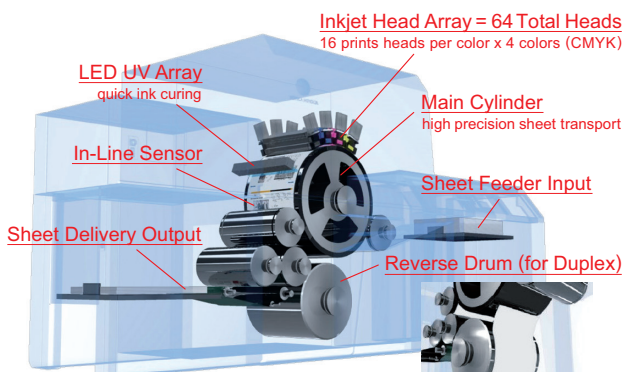 Inkjet Head Array = 64 Total Heads
16 prints heads per color x 4 colors (CMYK)
LED UV Array
quick ink curing
Main Cylinder
high precision sheet transport
In-Line Sensor
Sheet Feeder Input
Sheet Delivery Output
Reverse Drum (for Duplex)